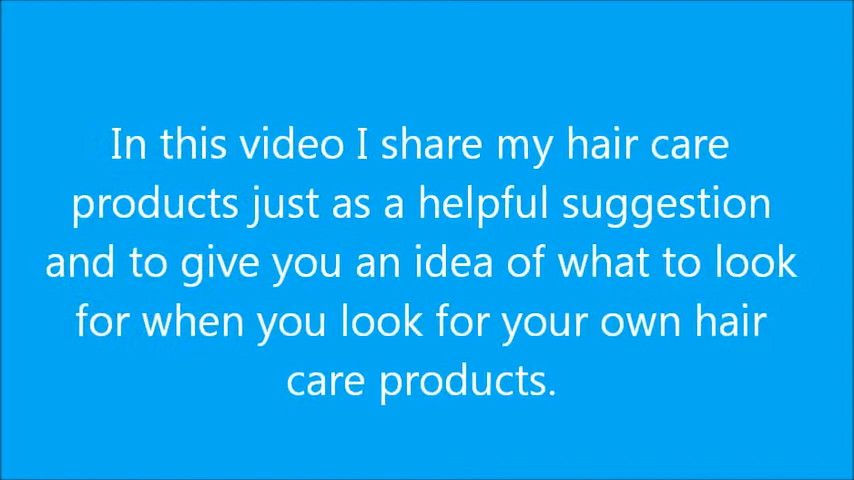 In this video I share my hair care
products just as a helpful suggestion
and to give you an idea of what to look
for when you look for your own hair
care products.